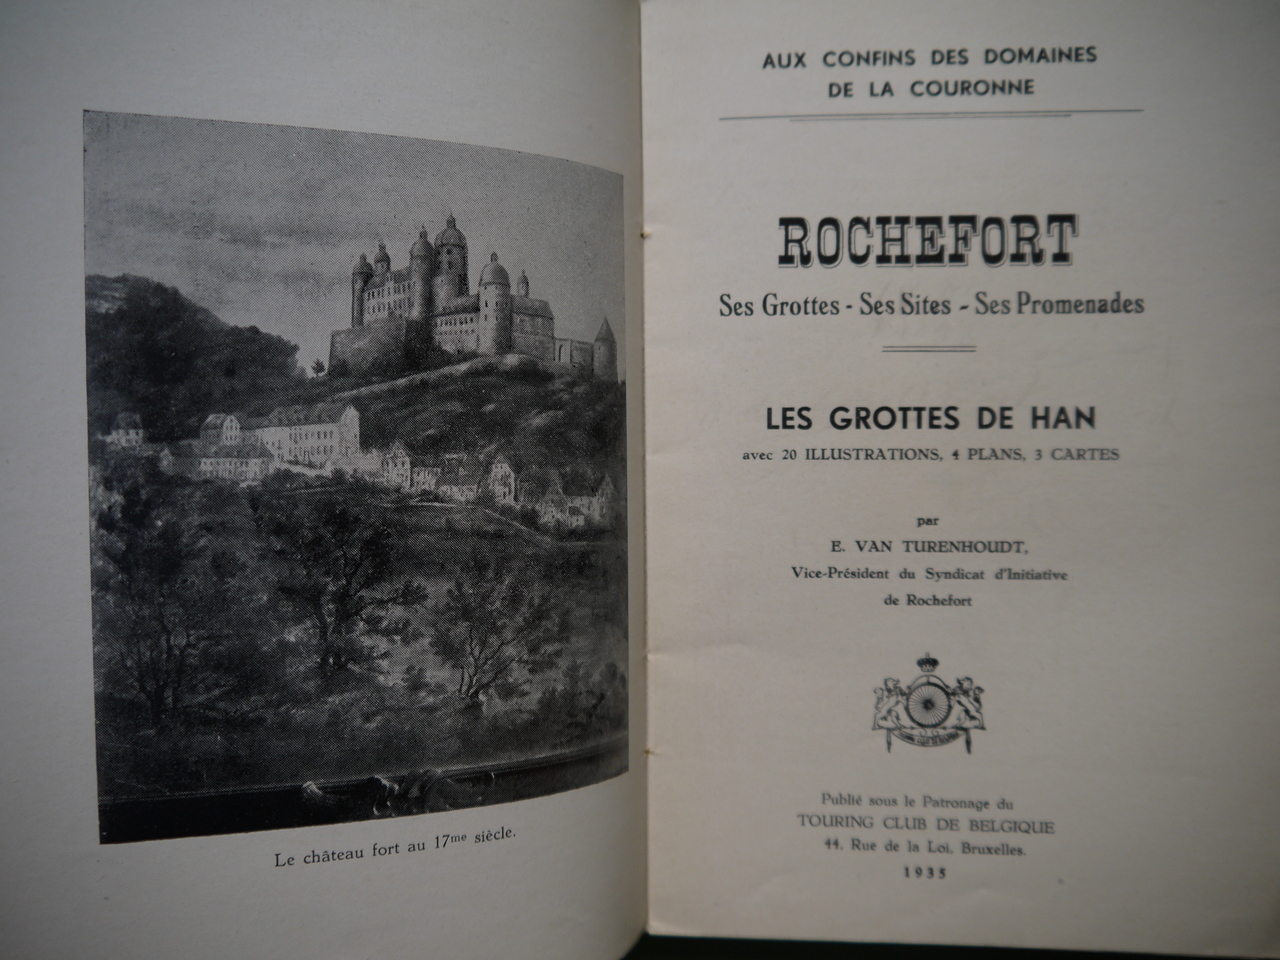 Le château fort au 17me siècle.
AUX CONFINS DES DOMAINES
DE LA COURONNE
ROCHEFORT
Ses Grottes - Ses Sites - Ses Promenades
LES GROTTES DE HAN
avec 20 ILLUSTRATIONS, 4 PLANS, 3 CARTES
par
E. VAN TURENHOUDT,
Vice-Président du Syndicat d'Initiative
de Rochefort
Publié sous le Patronage du
TOURING CLUB DE BELGIQUE
44, Rue de la Loi, Bruxelles.
1935